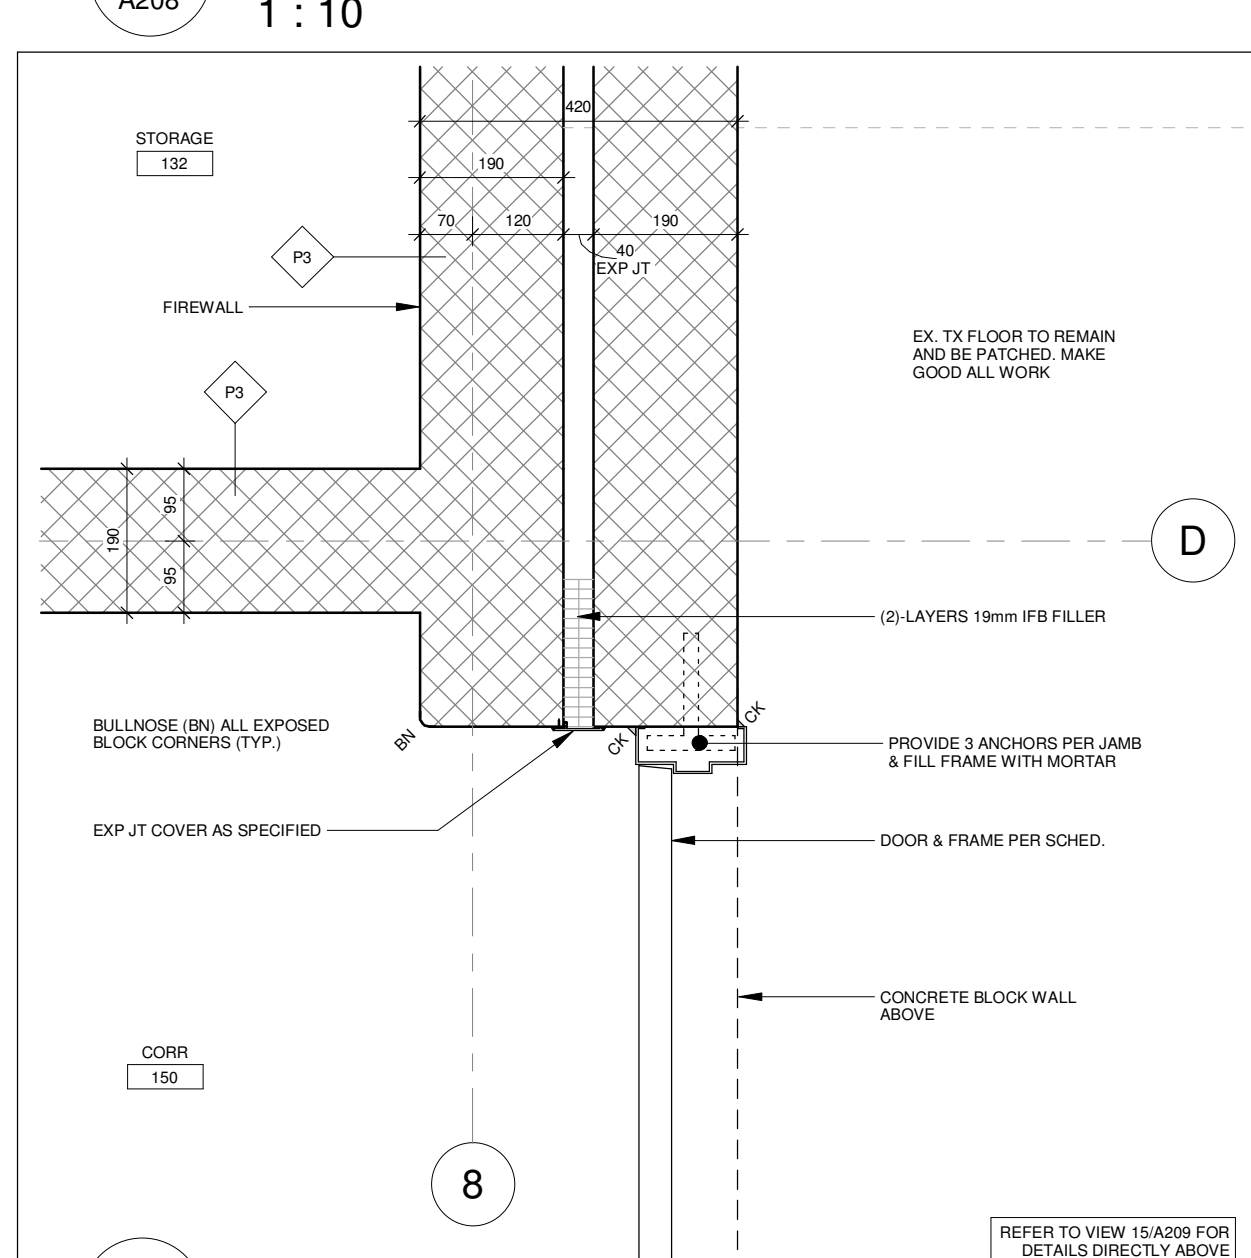 A208
1 : 10
420
STORAGE
132
190
70
120
190
40
EXP JT
P3
FIREWALL
EX. TX FLOOR TO REMAIN
AND BE PATCHED. MAKE
GOOD ALL WORK
P3
95
190
95
D
(2)-LAYERS 19mm IFB FILLER
BULLNOSE (BN) ALL EXPOSED
BLOCK CORNERS (TYP.)
BN
CK
CK
PROVIDE 3 ANCHORS PER JAMB
& FILL FRAME WITH MORTAR
EXP JT COVER AS SPECIFIED
DOOR & FRAME PER SCHED.
CONCRETE BLOCK WALL
ABOVE
CORR
150
8
REFER TO VIEW 15/A209 FOR
DETAILS DIRECTLY ABOVE